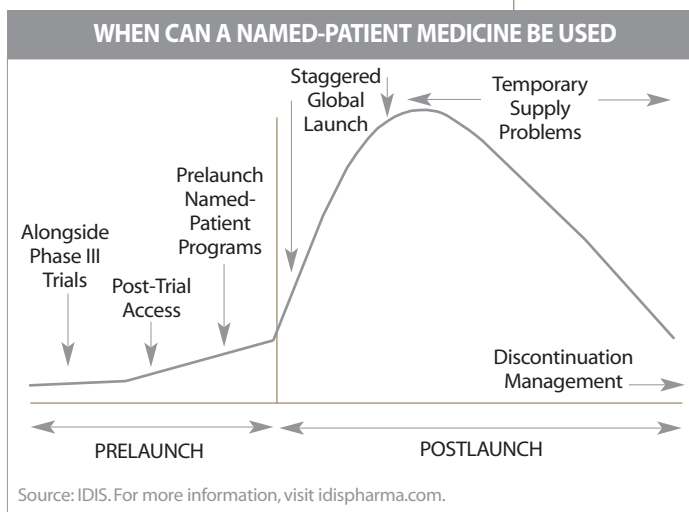 WHEN CAN A NAMED-PATIENT MEDICINE BE USED
Staggered
Global
Launch
Temporary
Supply
Problems
Prelaunch
Named-
Patient
Programs
Alongside
Phase III
Trials
Post-Trial
Access
Discontinuation
Management
PRELAUNCH
POSTLAUNCH
Source: IDIS. For more information, visit idispharma.com.